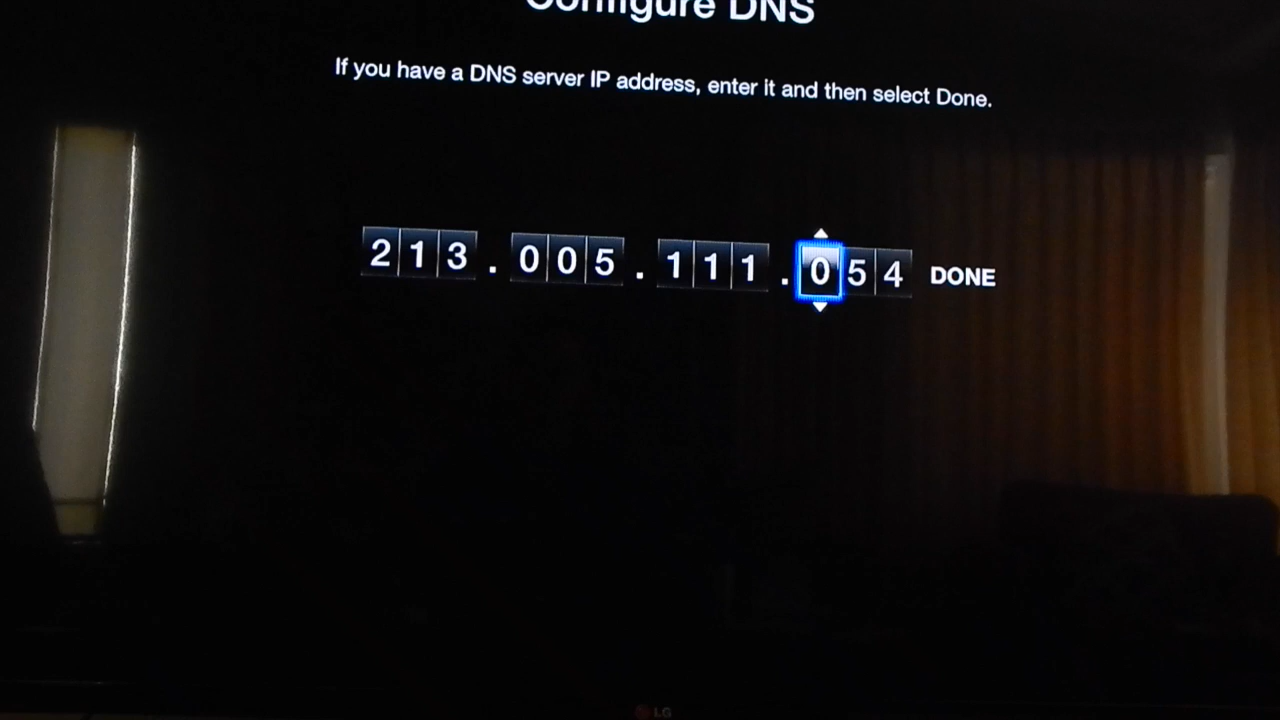 Configure DNS
If you have a DNS server IP address, enter it and then select Done.
213.005.111.054 DONE
LG